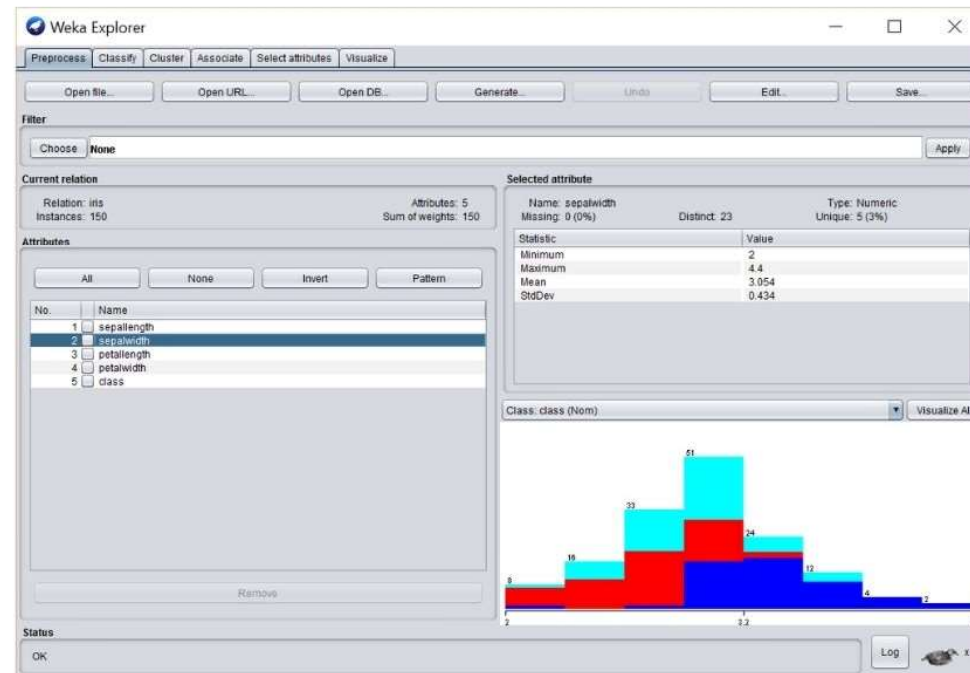 Weka Explorer
Preprocess Classify Cluster Associate Select attributes Visualize
Open file... Open URL... Open DB... Generate... Undo Edit... Save...
Filter
Choose None Apply
Current relation
Relation: iris Attributes: 5
Instances: 150 Sum of weights: 150
Attributes
All None Invert Pattern
No. Name
1 sepallength
2 sepalwidth
3 petallength
4 petalwidth
5 class
Remove
Selected attribute
Name: sepalwidth Type: Numeric
Missing: 0 (0%) Distinct: 23 Unique: 5 (3%)
Statistic Value
Minimum 2
Maximum 4.4
Mean 3.054
StdDev 0.434
Class: class (Nom) Visualize Al
51
33
24
16
12
4
2
2 3.2
Status
OK Log x